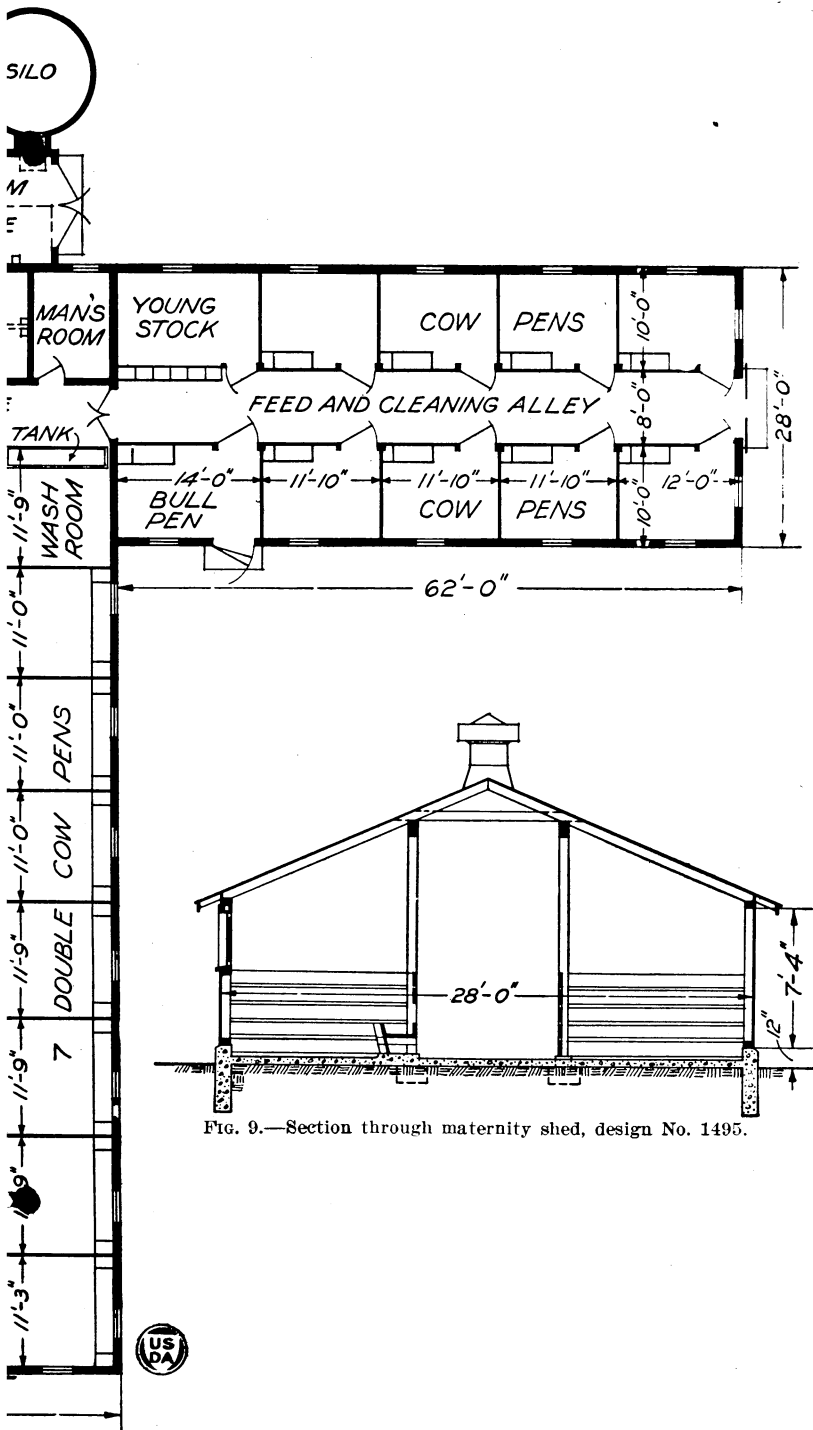 SILO
M
E
MAN'S
ROOM
YOUNG
STOCK
COW PENS
10'-0"
FEED AND CLEANING ALLEY
8'-0"
28'-0"
E
TANK
14'-0" 11'-10" 11'-10" 11'-10" 12'-0"
BULL
PEN
COW PENS
10'-0"
WASH
ROOM
11'-9"
62'-0"
11'-0"
11'-0"
11'-0"
11'-9"
11'-9"
11'-3"
7 DOUBLE COW PENS
28'-0"
7'-4"
12"
FIG. 9.—Section through maternity shed, design No. 1495.
US
DA